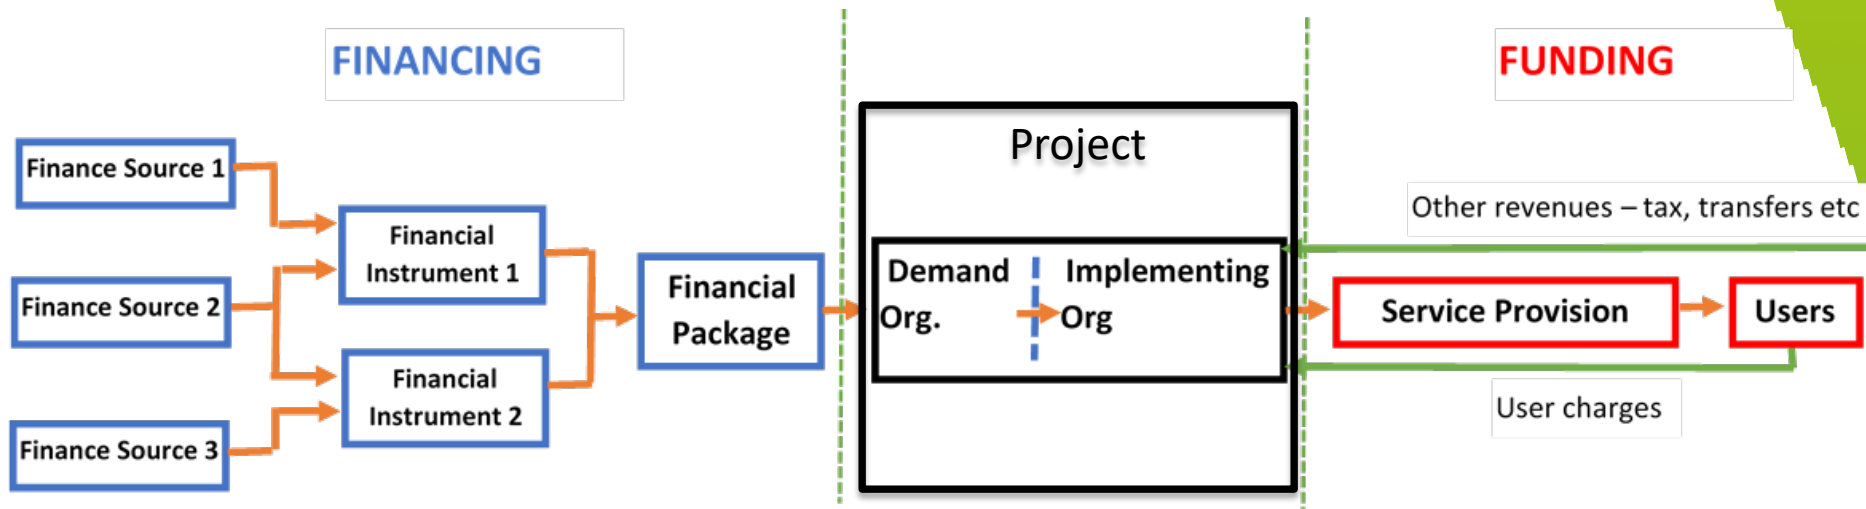 FINANCING
FUNDING
Project
Finance Source 1
Finance Source 2
Finance Source 3
Financial
Instrument 1
Financial
Instrument 2
Financial
Package
Demand
Org.
Implementing
Org
Other revenues – tax, transfers etc
Service Provision
Users
User charges